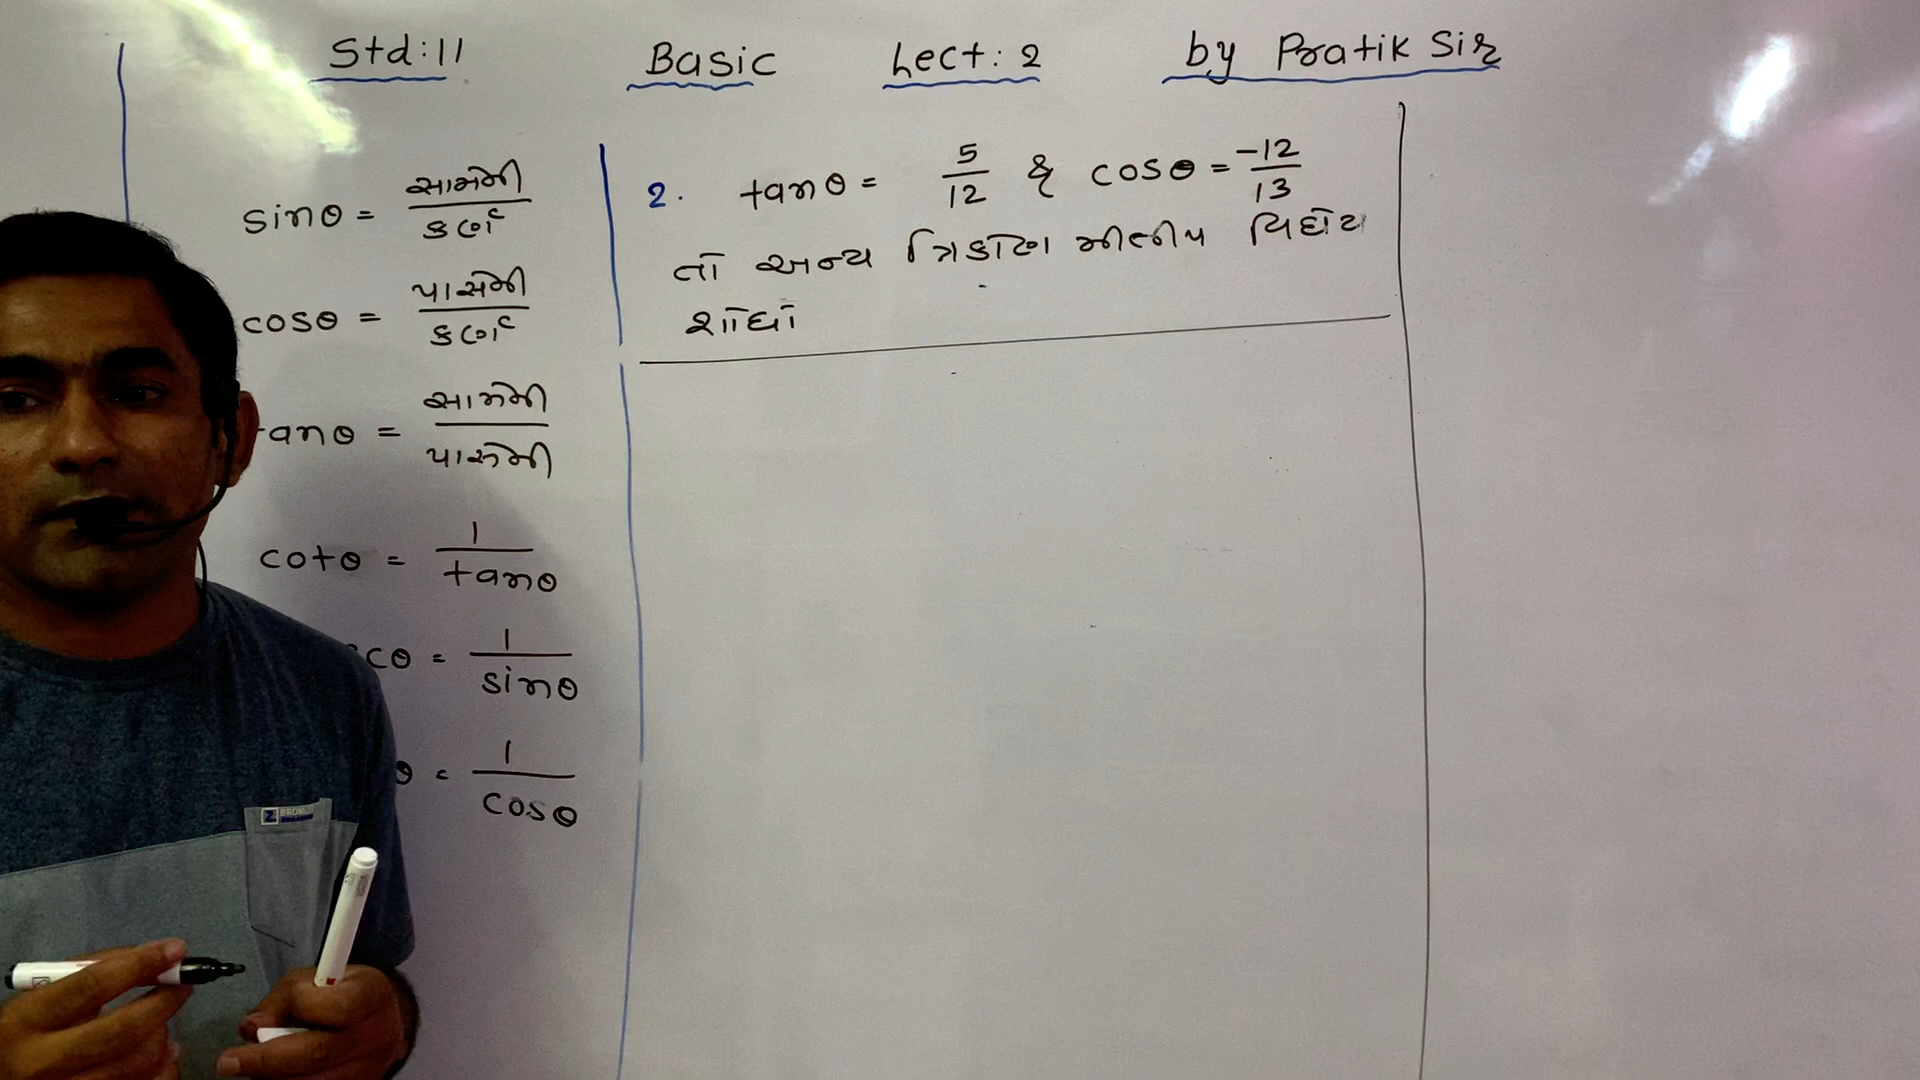 Std:11 Basic Lect: 2 by Pratik Sir
sinθ = સામેની / કર્ણ
cosθ = પાસેની / કર્ણ
tanθ = સામેની / પાસેની
cotθ = 1 / tanθ
cθ = 1 / sinθ
θ = 1 / cosθ
2. tanθ = 5/12 & cosθ = -12/13
તો અન્ય ત્રિકોણ મીતીય વિધેય
શોધો